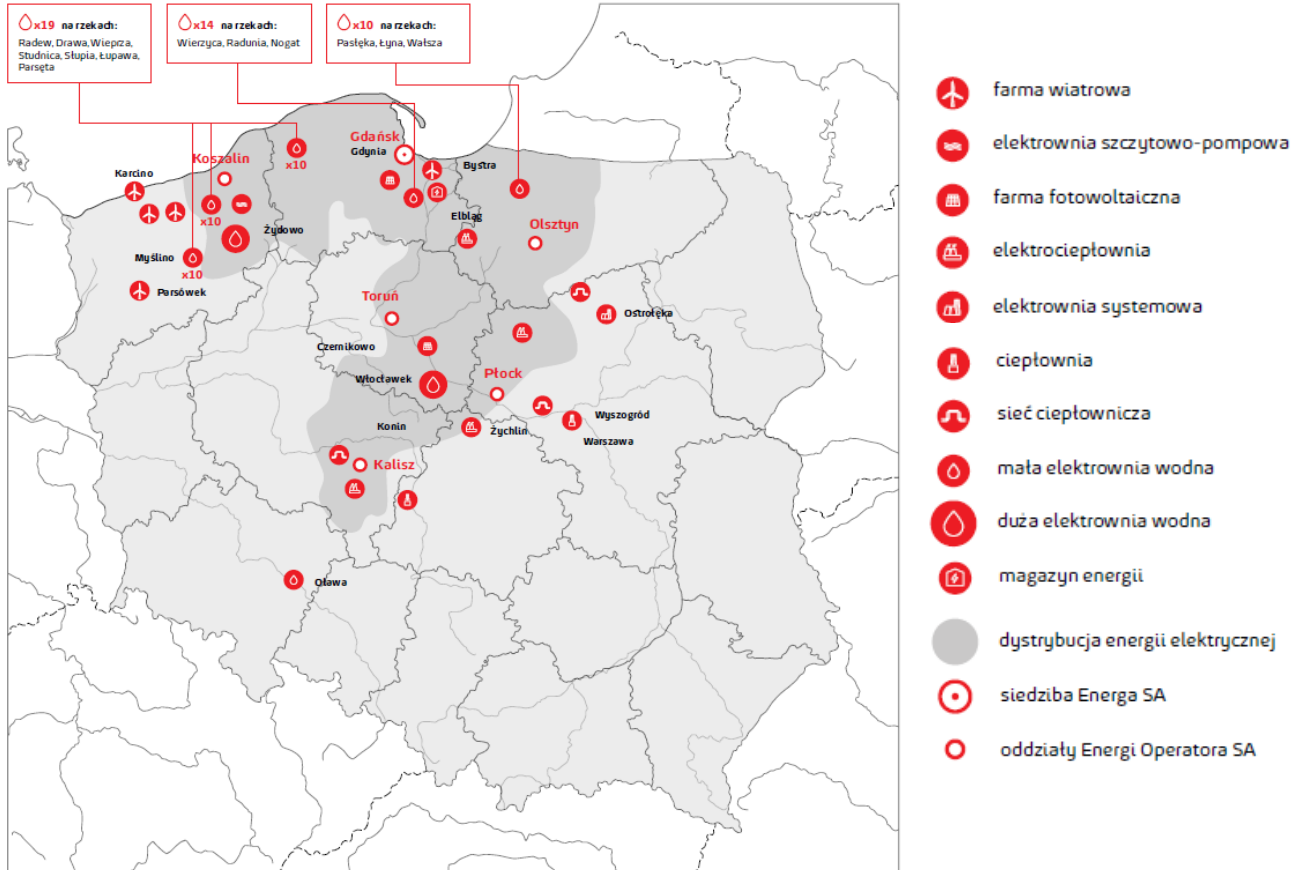 x19 na rzekach:
Radew, Drawa, Wieprza,
Studnica, Słupia, Łupawa,
Parsęta
x14 na rzekach:
Wierzyca, Radunia, Nogat
x10 na rzekach:
Pasłęka, Łyna, Wałsza
Gdańsk
Gdynia
x10
Koszalin
Karcino
Bystra
x10
Elbląg
Olsztyn
Żydowo
Myślino
x10
Parsówek
Toruń
Ostrołęka
Czernikowo
Włocławek
Płock
Wyszogród
Konin
Żychlin
Warszawa
Kalisz
Oława
farma wiatrowa
elektrownia szczytowo-pompowa
farma fotowoltaiczna
elektrociepłownia
elektrownia systemowa
ciepłownia
sieć ciepłownicza
mała elektrownia wodna
duża elektrownia wodna
magazyn energii
dystrybucja energii elektrycznej
siedziba Energa SA
oddziały Energi Operatora SA